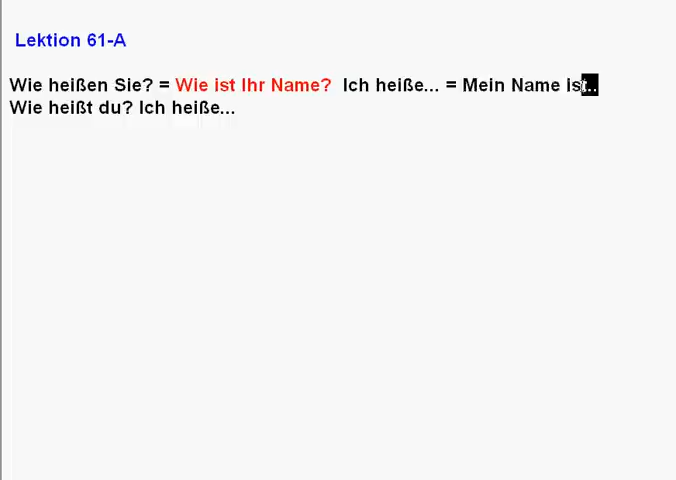 Lektion 61-A
Wie heißen Sie? = Wie ist Ihr Name? Ich heiße... = Mein Name ist..
Wie heißt du? Ich heiße...